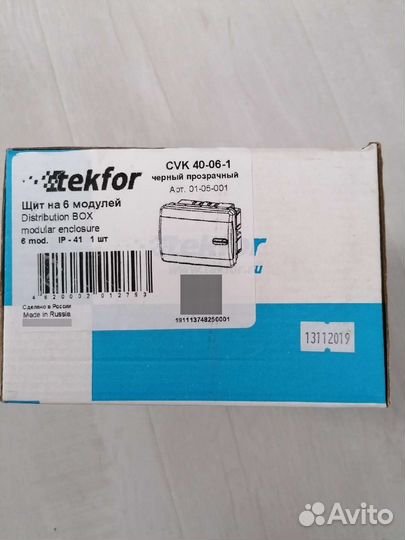 tekfor
CVK 40-06-1
черный прозрачный
Арт. 01-05-001
Щит на 6 модулей
Distribution BOX
modular enclosure
6 mod. IP - 41 1 шт
Сделано в России
Made in Russia
191113748250001
13112019
Avito